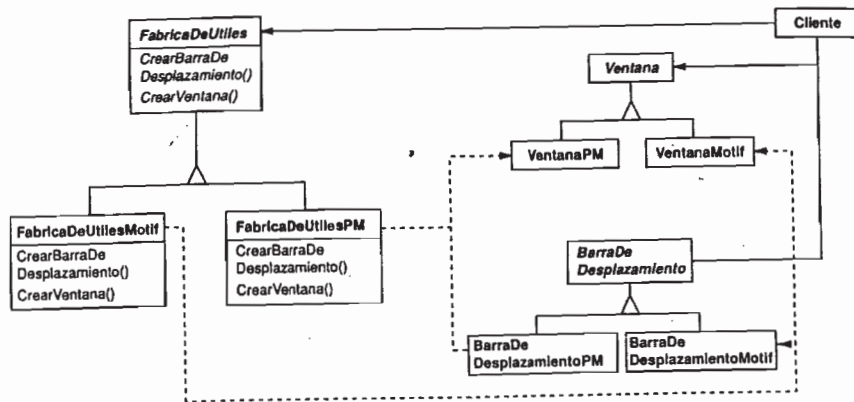 FabricaDeUtiles
CrearBarraDe
Desplazamiento()
CrearVentana()
Cliente
Ventana
VentanaPM
VentanaMotif
FabricaDeUtilesMotif
CrearBarraDe
Desplazamiento()
CrearVentana()
FabricaDeUtilesPM
CrearBarraDe
Desplazamiento()
CrearVentana()
BarraDe
Desplazamiento
BarraDe
DesplazamientoPM
BarraDe
DesplazamientoMotif